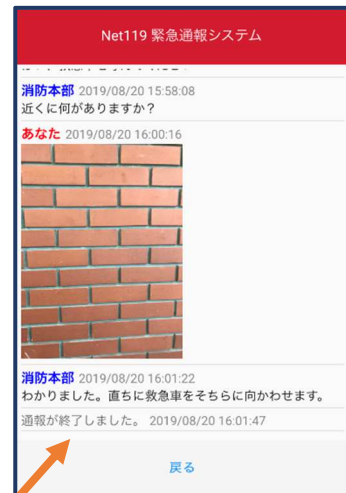 Net119 緊急通報システム
消防本部 2019/08/20 15:58:08
近くに何がありますか？
あなた 2019/08/20 16:00:16
消防本部 2019/08/20 16:01:22
わかりました。直ちに救急車をそちらに向かわせます。
通報が終了しました。 2019/08/20 16:01:47
戻る